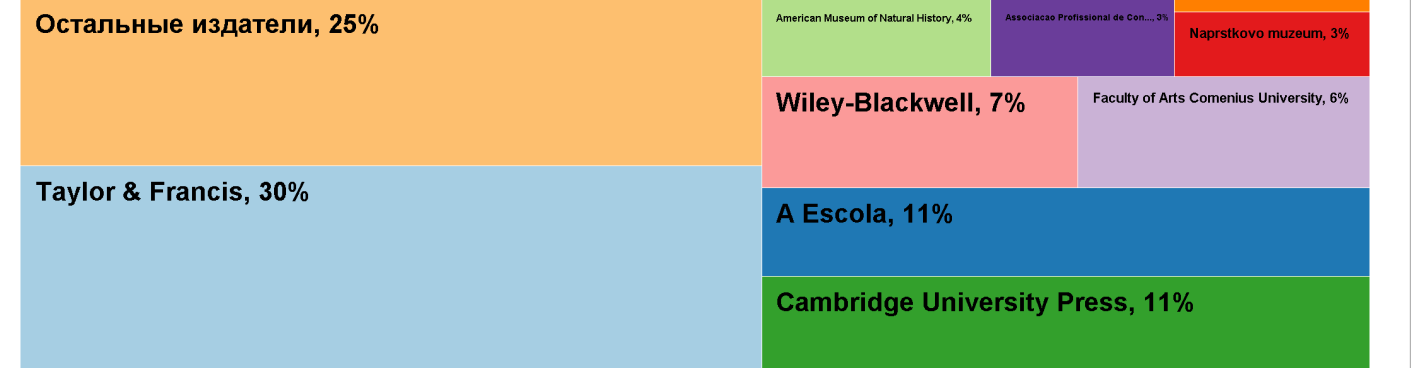 Остальные издатели, 25%
American Museum of Natural History, 4%
Associacao Profissional de Con..., 3%
Naprstkovo muzeum, 3%
Wiley-Blackwell, 7%
Faculty of Arts Comenius University, 6%
Taylor & Francis, 30%
A Escola, 11%
Cambridge University Press, 11%